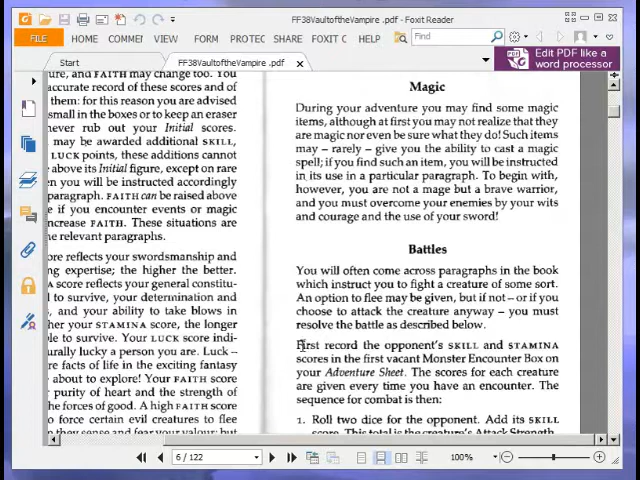 FF38VaultoftheVampire .pdf - Foxit Reader
FILE HOME COMMEI FORM PROTEC SHARE FOXIT C HELP Find
Edit PDF like a
word processor
Start FF38VaultoftheVampire .pdf
ure, and FAITH may change too. You
accurate record of these scores and of
them: for this reason you are advised
small in the boxes or to keep an eraser
never rub out your Initial scores.
may be awarded additional SKILL,
LUCK points, these additions cannot
above its Initial figure, except on rare
n you will be instructed accordingly
paragraph. FAITH can be raised above
e if you encounter events or magic
ncrease FAITH. These situations are
he relevant paragraphs.
ore reflects your swordsmanship and
ng expertise; the higher the better.
A score reflects your general constitu-
l to survive, your determination and
, and your ability to take blows in
her your STAMINA score, the longer
le to survive. Your LUCK score indi-
urally lucky a person you are. Luck –
re facts of life in the exciting fantasy
about to explore! Your FAITH score
purity of heart and the strength of
he forces of good. A high FAITH score
o force certain evil creatures to flee
Magic
During your adventure you may find some magic
items, although at first you may not realize that they
are magic nor even be sure what they do! Such items
may – rarely – give you the ability to cast a magic
spell; if you find such an item, you will be instructed
in its use in a particular paragraph. To begin with,
however, you are not a mage but a brave warrior,
and you must overcome your enemies by your wits
and courage and the use of your sword!
Battles
You will often come across paragraphs in the book
which instruct you to fight a creature of some sort.
An option to flee may be given, but if not – or if you
choose to attack the creature anyway – you must
resolve the battle as described below.
First record the opponent's SKILL and STAMINA
scores in the first vacant Monster Encounter Box on
your Adventure Sheet. The scores for each creature
are given every time you have an encounter. The
sequence for combat is then:
1. Roll two dice for the opponent. Add its SKILL
score. This total is the creature's Attack Strength.
6 / 122 100%